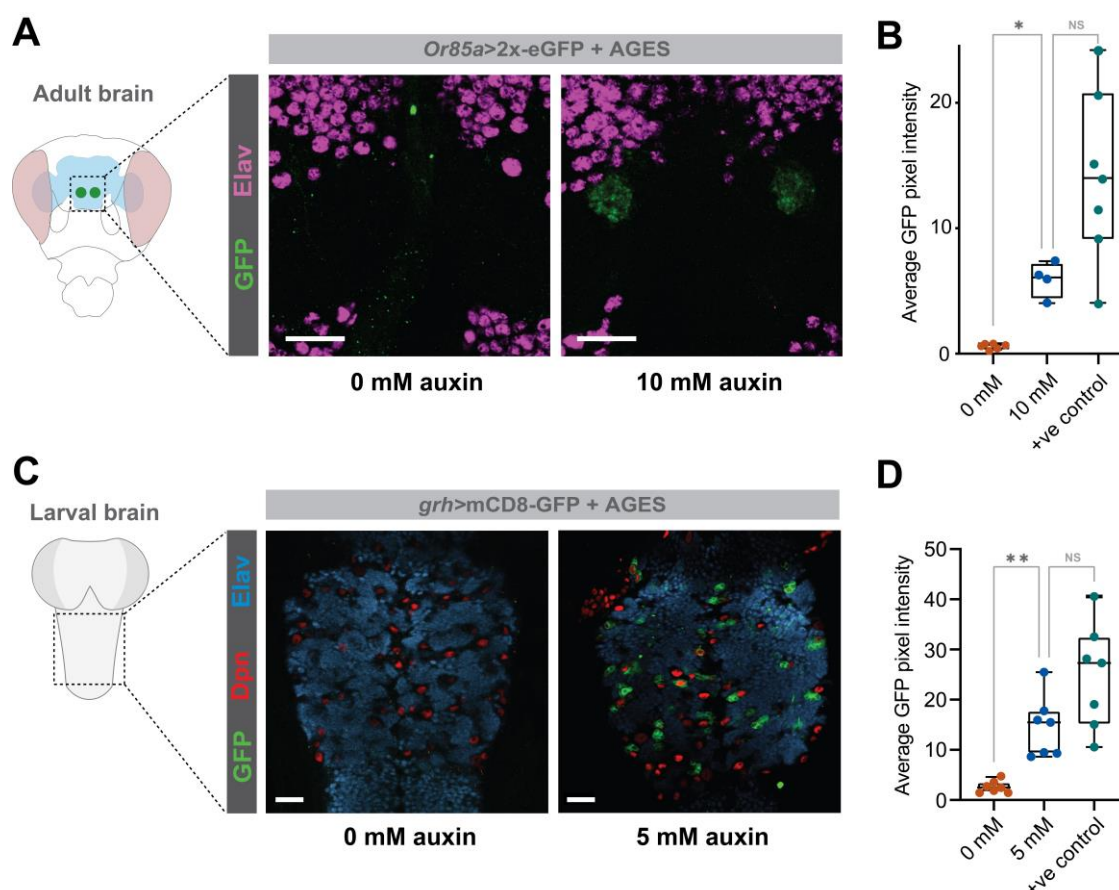 A
Or85a>2x-eGFP + AGES
Adult brain
GFP Elav
0 mM auxin
10 mM auxin
B
* NS
Average GFP pixel intensity
20
10
0
0 mM
10 mM
+ve control
C
grh>mCD8-GFP + AGES
Larval brain
GFP Dpn Elav
0 mM auxin
5 mM auxin
D
** NS
Average GFP pixel intensity
50
40
30
20
10
0
0 mM
5 mM
+ve control